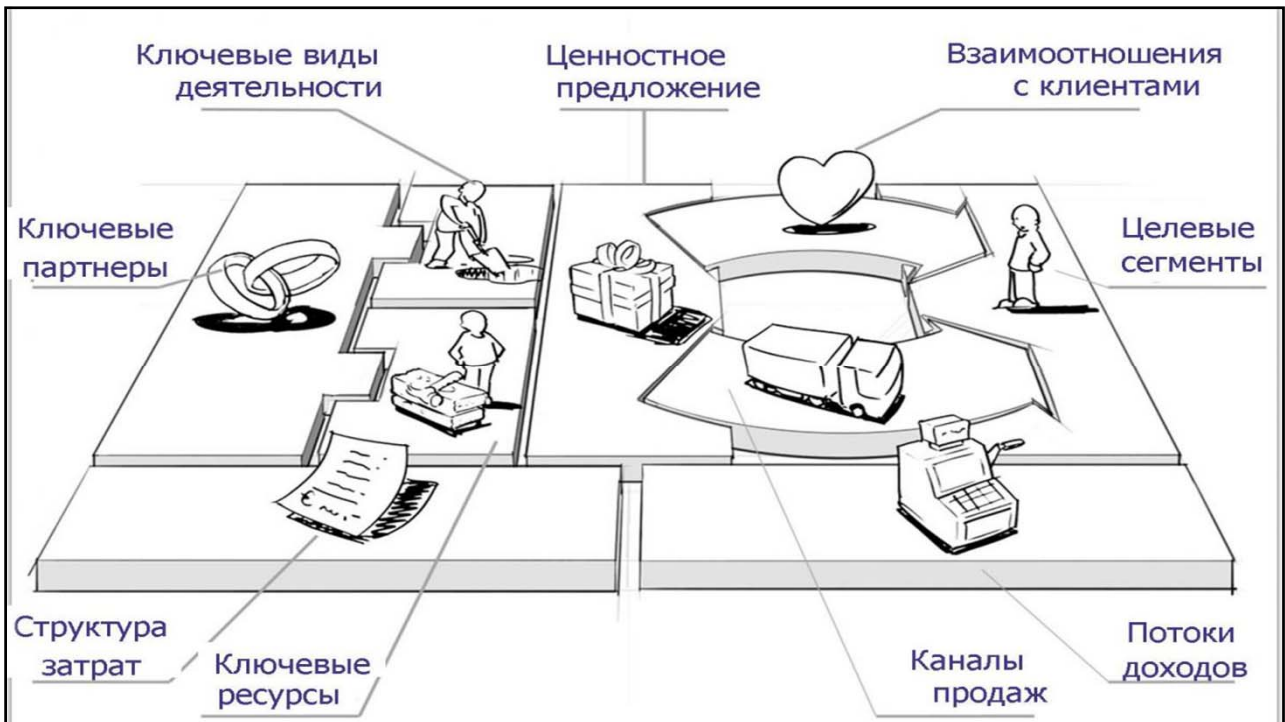 Ключевые виды
деятельности
Ценностное
предложение
Взаимоотношения
с клиентами
Ключевые
партнеры
Целевые
сегменты
Структура
затрат
Ключевые
ресурсы
Каналы
продаж
Потоки
доходов